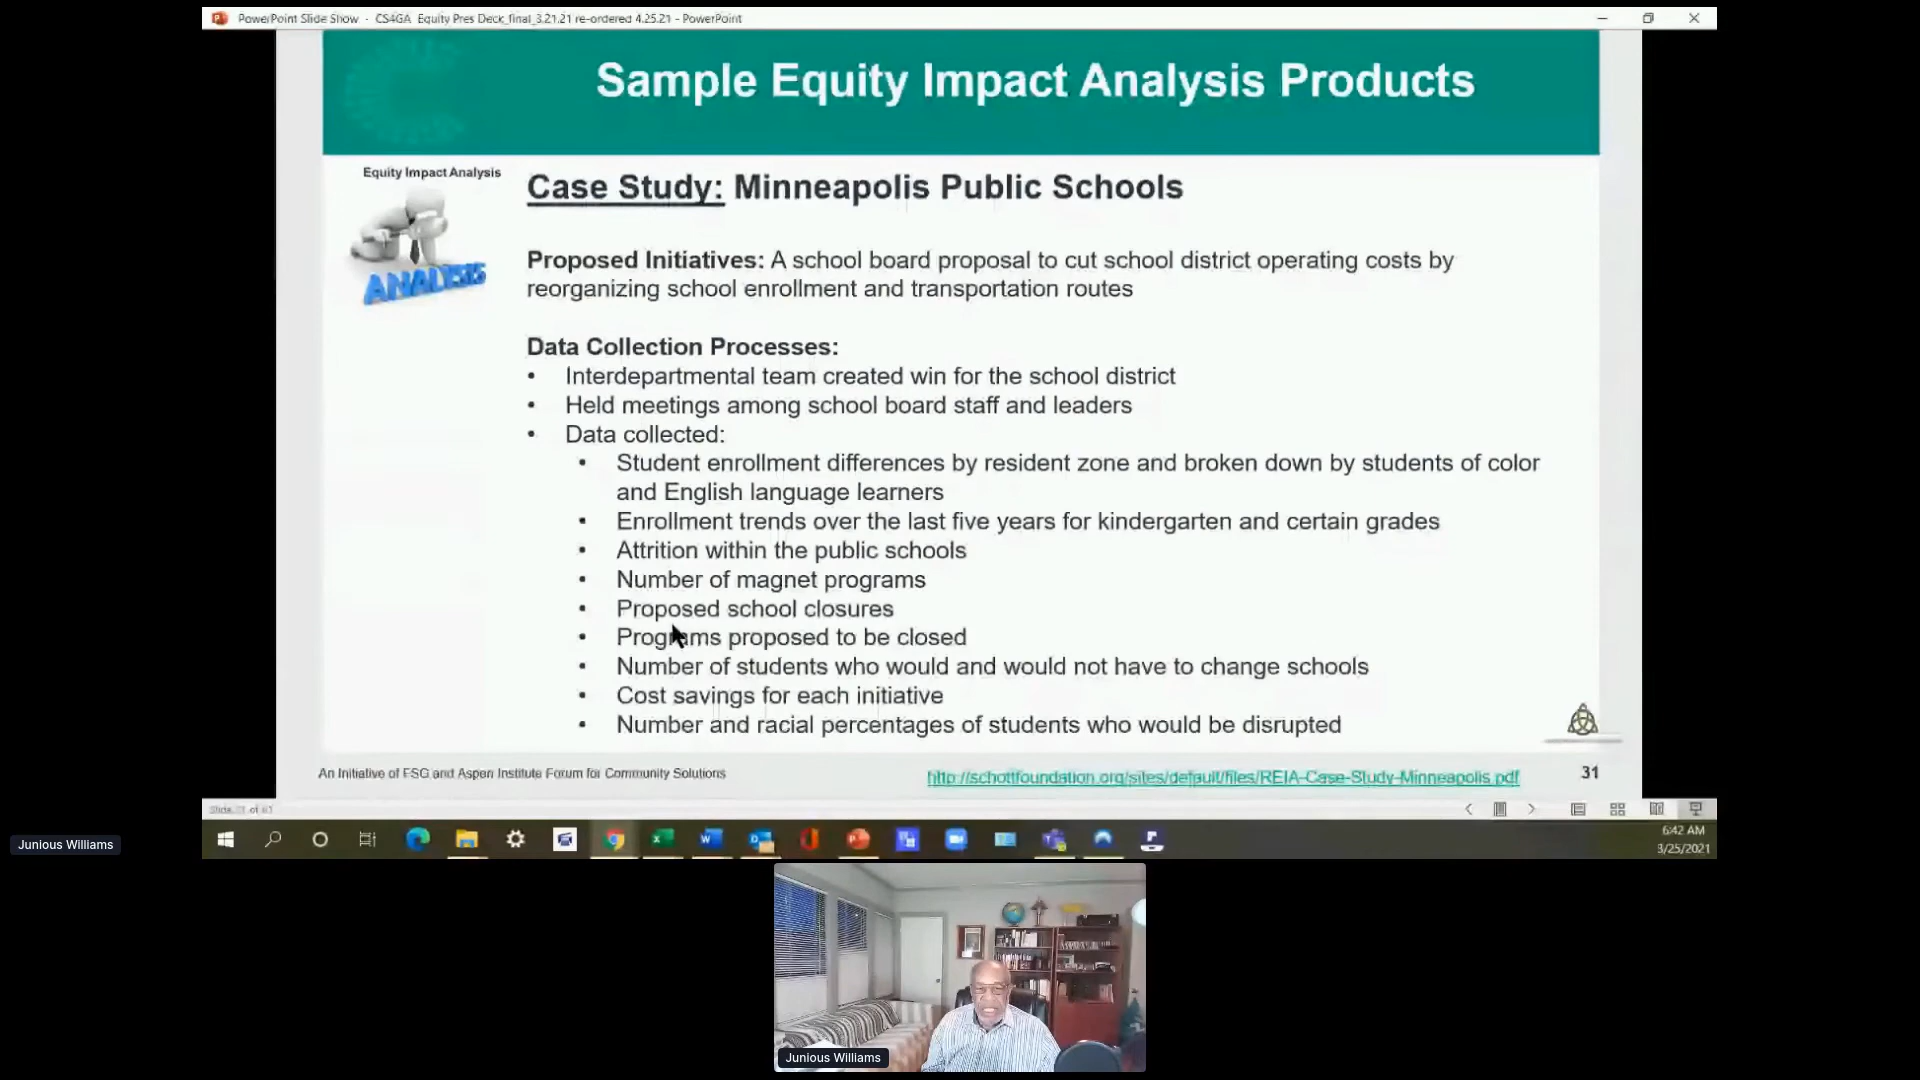 PowerPoint Slide Show - CS4GA Equity Pres Deck_final_3.21.21 re-ordered 4.25.21 - PowerPoint
Sample Equity Impact Analysis Products
Equity Impact Analysis
ANALYSIS
Case Study: Minneapolis Public Schools
Proposed Initiatives: A school board proposal to cut school district operating costs by
reorganizing school enrollment and transportation routes
Data Collection Processes:
• Interdepartmental team created win for the school district
• Held meetings among school board staff and leaders
• Data collected:
• Student enrollment differences by resident zone and broken down by students of color
and English language learners
• Enrollment trends over the last five years for kindergarten and certain grades
• Attrition within the public schools
• Number of magnet programs
• Proposed school closures
• Programs proposed to be closed
• Number of students who would and would not have to change schools
• Cost savings for each initiative
• Number and racial percentages of students who would be disrupted
An Initiative of FSG and Aspen Institute Forum for Community Solutions
http://schottfoundation.org/sites/default/files/REIA-Case-Study-Minneapolis.pdf
31
6:42 AM
3/25/2021
Junious Williams
Junious Williams